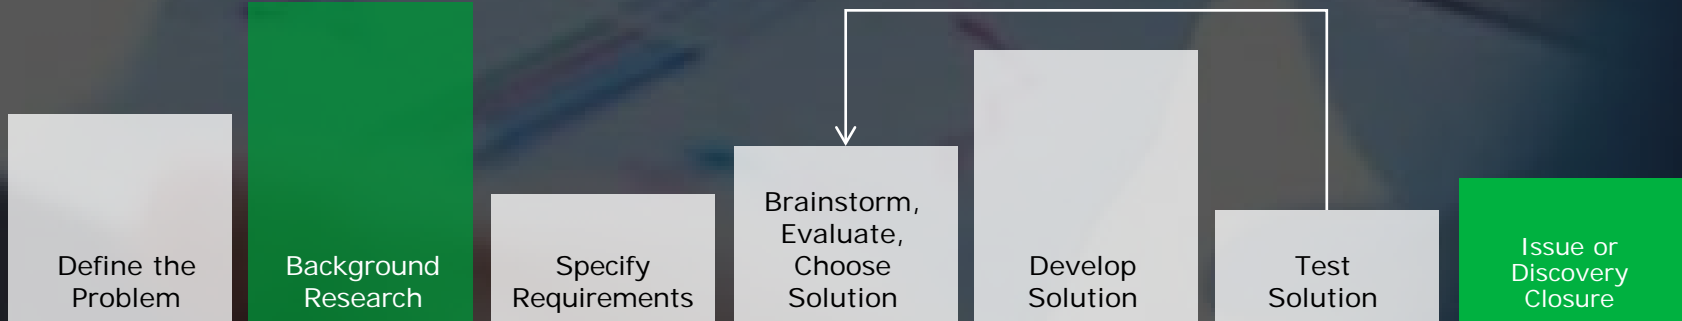 Define the
Problem
Background
Research
Specify
Requirements
Brainstorm,
Evaluate,
Choose
Solution
Develop
Solution
Test
Solution
Issue or
Discovery
Closure